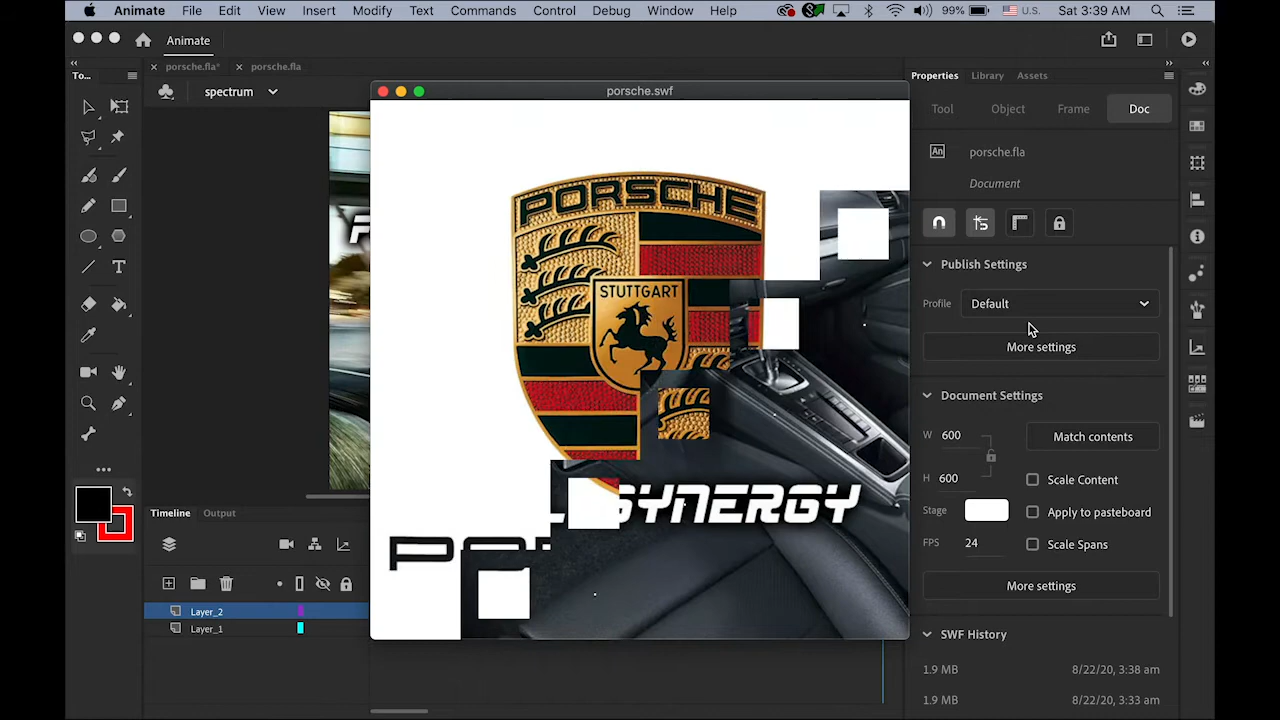 Animate File Edit View Insert Modify Text Commands Control Debug Window Help 99% U.S. Sat 3:39 AM
Animate
To...
porsche.fla*
porsche.fla
spectrum
porsche.swf
PORSCHE
STUTTGART
SYNERGY
Properties Library Assets
Tool Object Frame Doc
An porsche.fla
Document
Publish Settings
Profile Default
More settings
Document Settings
W 600
Match contents
H 600
Scale Content
Stage
Apply to pasteboard
FPS 24
Scale Spans
More settings
SWF History
1.9 MB 8/22/20, 3:38 am
1.9 MB 8/22/20, 3:33 am
Timeline Output
Layer_2
Layer_1